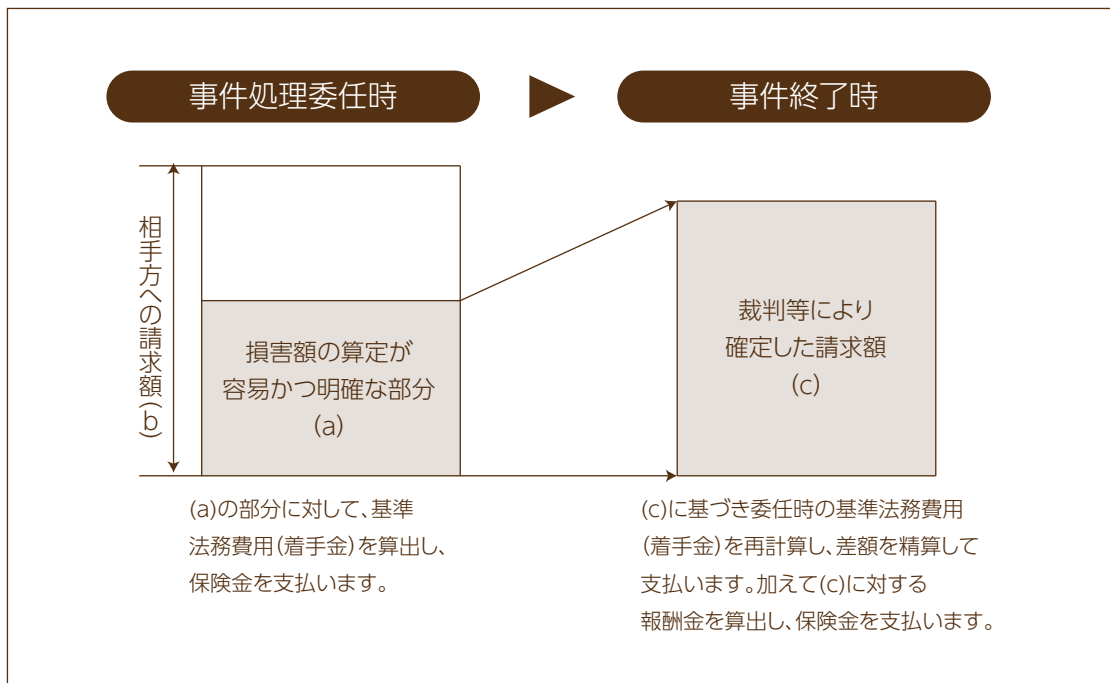 事件処理委任時
事件終了時
相手方への請求額(b)
損害額の算定が
容易かつ明確な部分
(a)
裁判等により
確定した請求額
(c)
(a)の部分に対して、基準
法務費用(着手金)を算出し、
保険金を支払います。
(c)に基づき委任時の基準法務費用
(着手金)を再計算し、差額を精算して
支払います。加えて(c)に対する
報酬金を算出し、保険金を支払います。